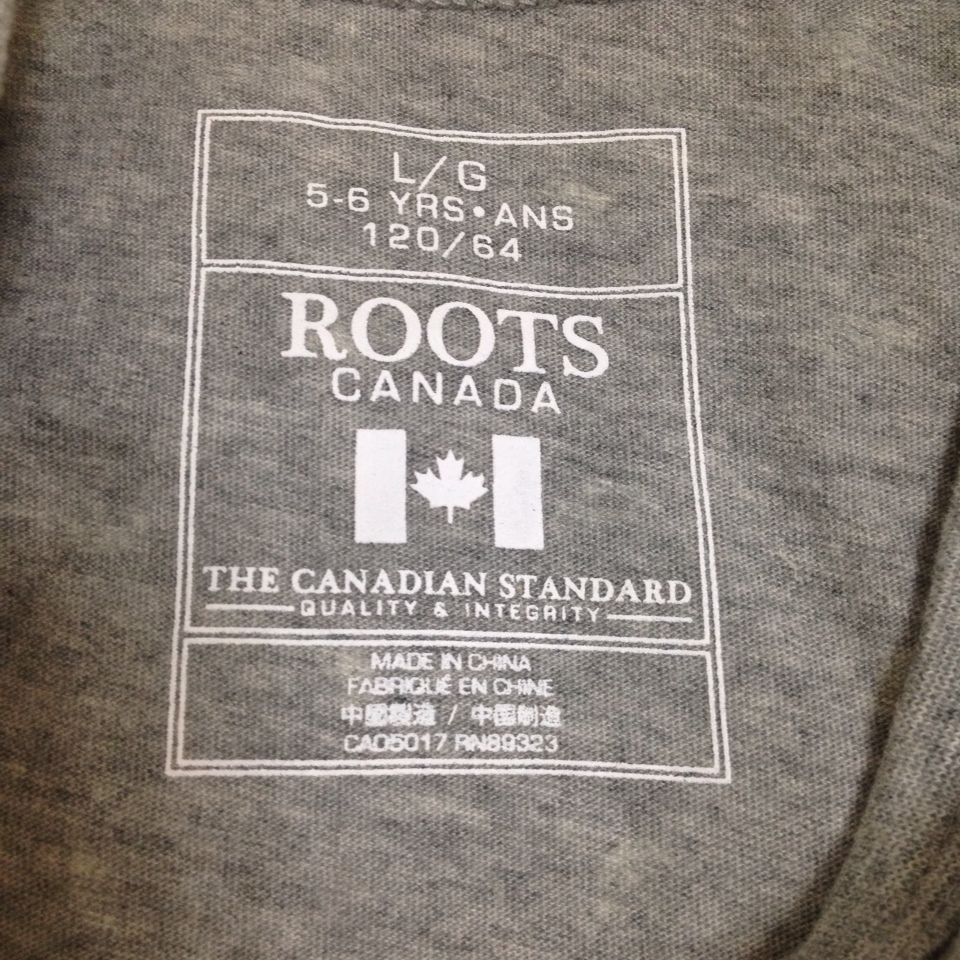 L/G
5-6 YRS•ANS
120/64
ROOTS
CANADA
THE CANADIAN STANDARD
QUALITY & INTEGRITY
MADE IN CHINA
FABRIQUÉ EN CHINE
中國製造 / 中国制造
CA05017 RN89323